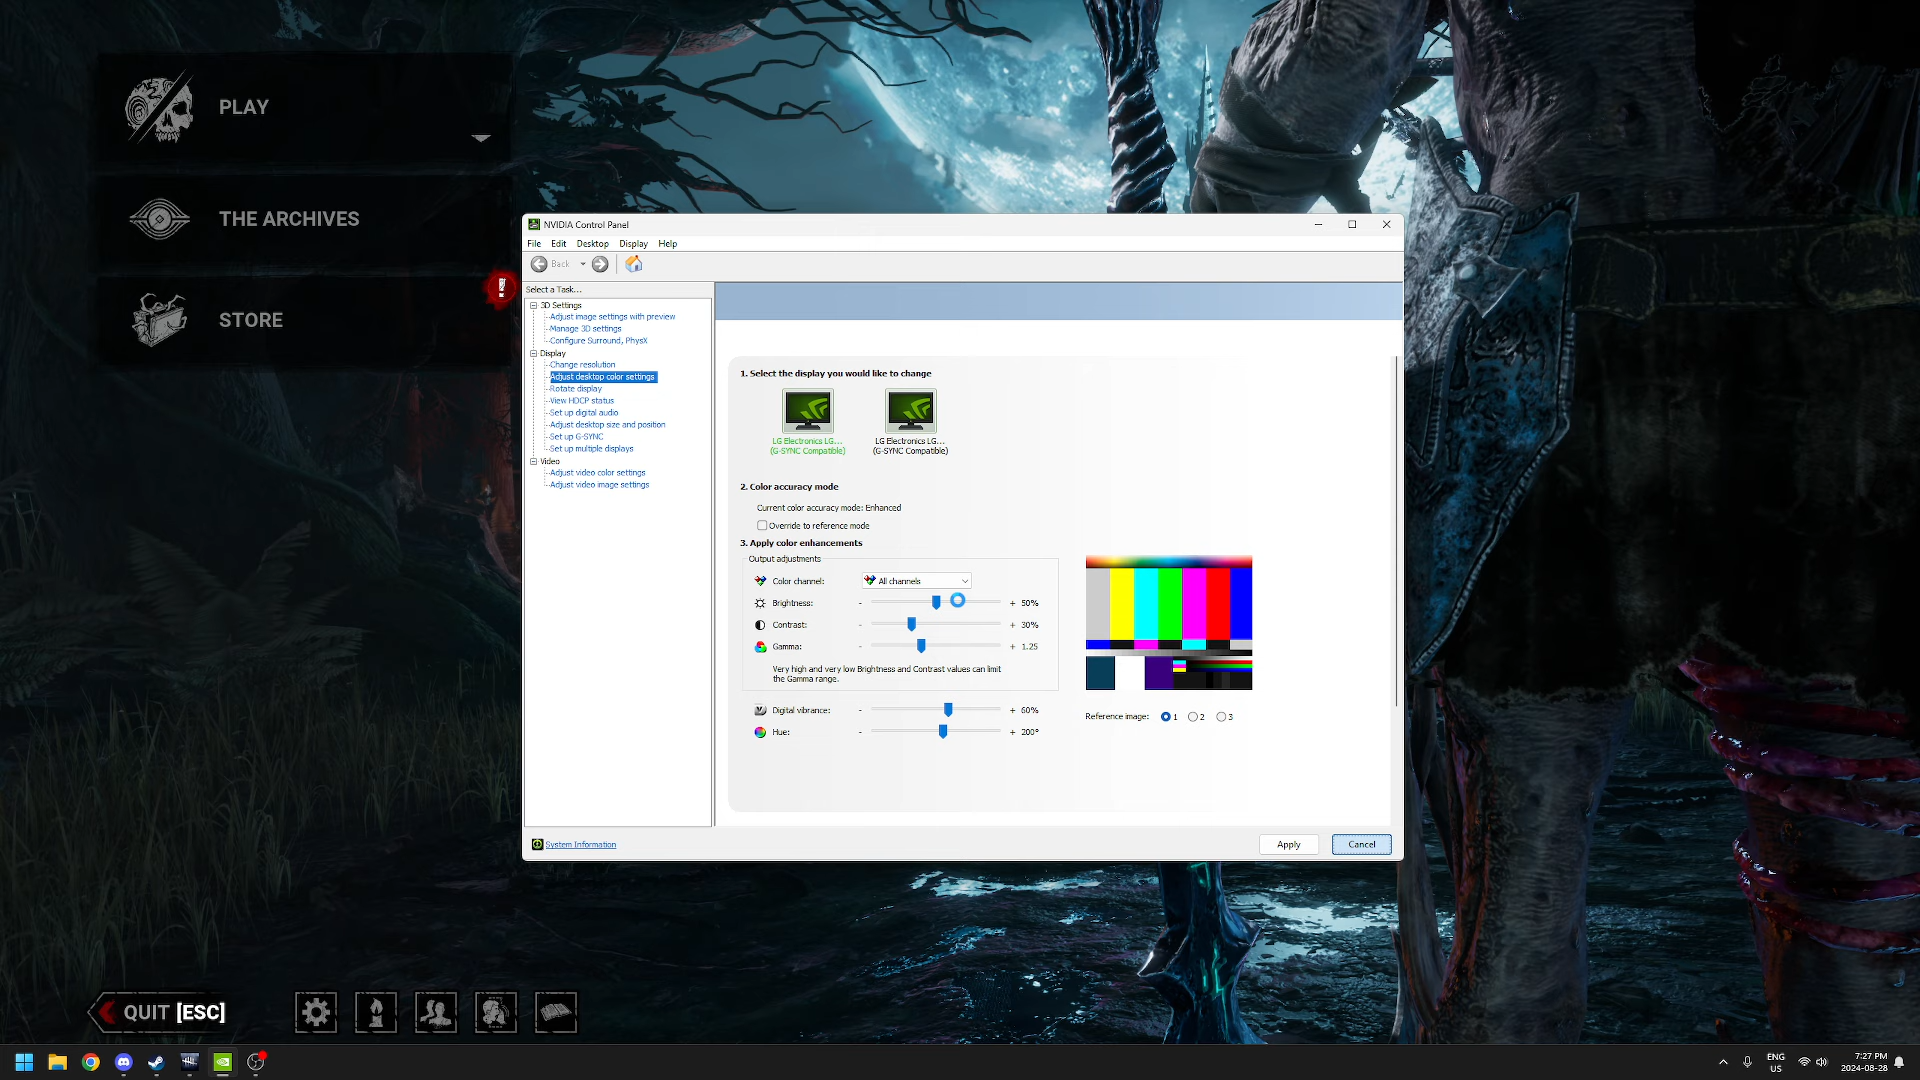 PLAY
THE ARCHIVES
STORE
QUIT [ESC]
NVIDIA Control Panel
File Edit Desktop Display Help
Back
Select a Task...
3D Settings
Adjust image settings with preview
Manage 3D settings
Configure Surround, PhysX
Display
Change resolution
Adjust desktop color settings
Rotate display
View HDCP status
Set up digital audio
Adjust desktop size and position
Set up G-SYNC
Set up multiple displays
Video
Adjust video color settings
Adjust video image settings
System Information
1. Select the display you would like to change
LG Electronics LG...
(G-SYNC Compatible)
LG Electronics LG...
(G-SYNC Compatible)
2. Color accuracy mode
Current color accuracy mode: Enhanced
Override to reference mode
3. Apply color enhancements
Output adjustments
Color channel: All channels
Brightness: - + 50%
Contrast: - + 30%
Gamma: - + 1.25
Very high and very low Brightness and Contrast values can limit
the Gamma range.
Digital vibrance: - + 60%
Hue: - + 200°
Reference image: 1 2 3
Apply Cancel
ENG
US
7:27 PM
2024-08-28